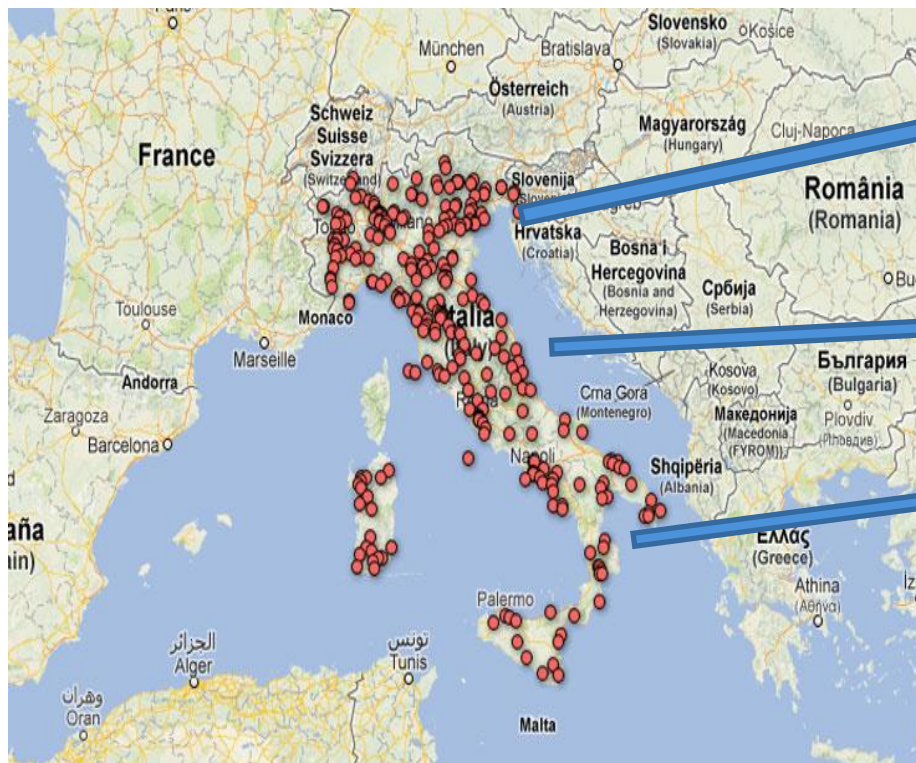 Slovensko
(Slovakia)
Košice
München
Bratislava
Österreich
(Austria)
Schweiz
Suisse
Svizzera
(Switzerland)
Magyarország
(Hungary)
Cluj-Napoca
France
Slovenija
România
(Romania)
Hrvatska
(Croatia)
Bosna i
Hercegovina
(Bosnia and
Herzegovina)
Србија
(Serbia)
Toulouse
Monaco
Marseille
Andorra
Kosova
(Kosovo)
България
(Bulgaria)
Crna Gora
(Montenegro)
Zaragoza
Barcelona
Македонија
(Macedonia
(FYROM))
Plovdiv
(Пловдив)
Napoli
Shqipëria
(Albania)
Ελλάς
(Greece)
Palermo
Athina
(Αθήνα)
الجزائر
Alger
تونس
Tunis
وهران
Oran
Malta